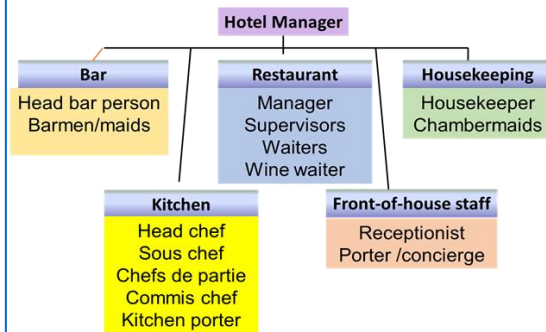 Hotel Manager
Bar
Head bar person
Barmen/maids
Restaurant
Manager
Supervisors
Waiters
Wine waiter
Housekeeping
Housekeeper
Chambermaids
Kitchen
Head chef
Sous chef
Chefs de partie
Commis chef
Kitchen porter
Front-of-house staff
Receptionist
Porter /concierge